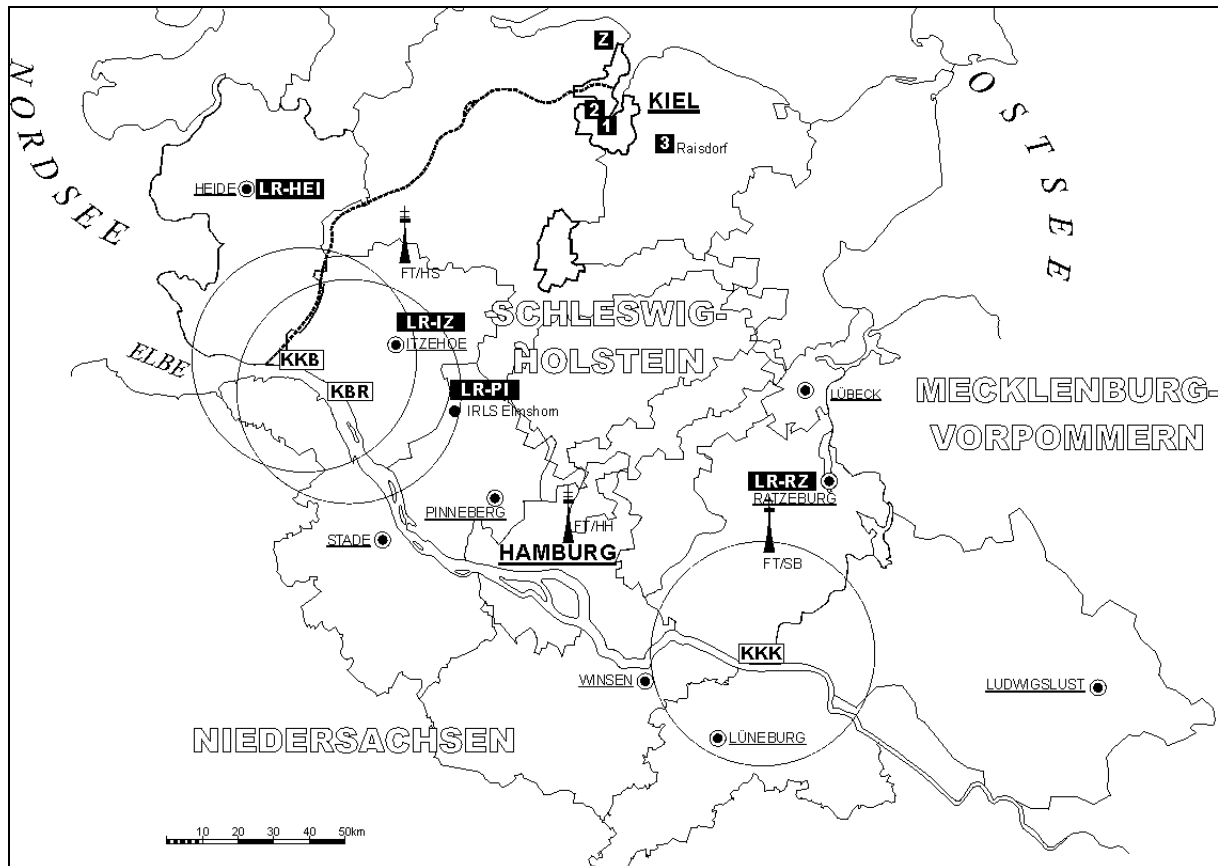 NORDSEE
OSTSEE
Z
KIEL
2
1
3 Raisdorf
HEIDE LR-HEI
FT/HS
LR-IZ
ITZEHOE
SCHLESWIG-
HOLSTEIN
ELBE
KKB
KBR
LR-PI
IRLS Elmshorn
LÜBECK
MECKLENBURG-
VORPOMMERN
LR-RZ
RATZEBURG
PINNEBERG
STADE
FT/HH
HAMBURG
FT/SB
KKK
WINSEN
LUDWIGSLUST
NIEDERSACHSEN
LÜNEBURG
10 20 30 40 50km